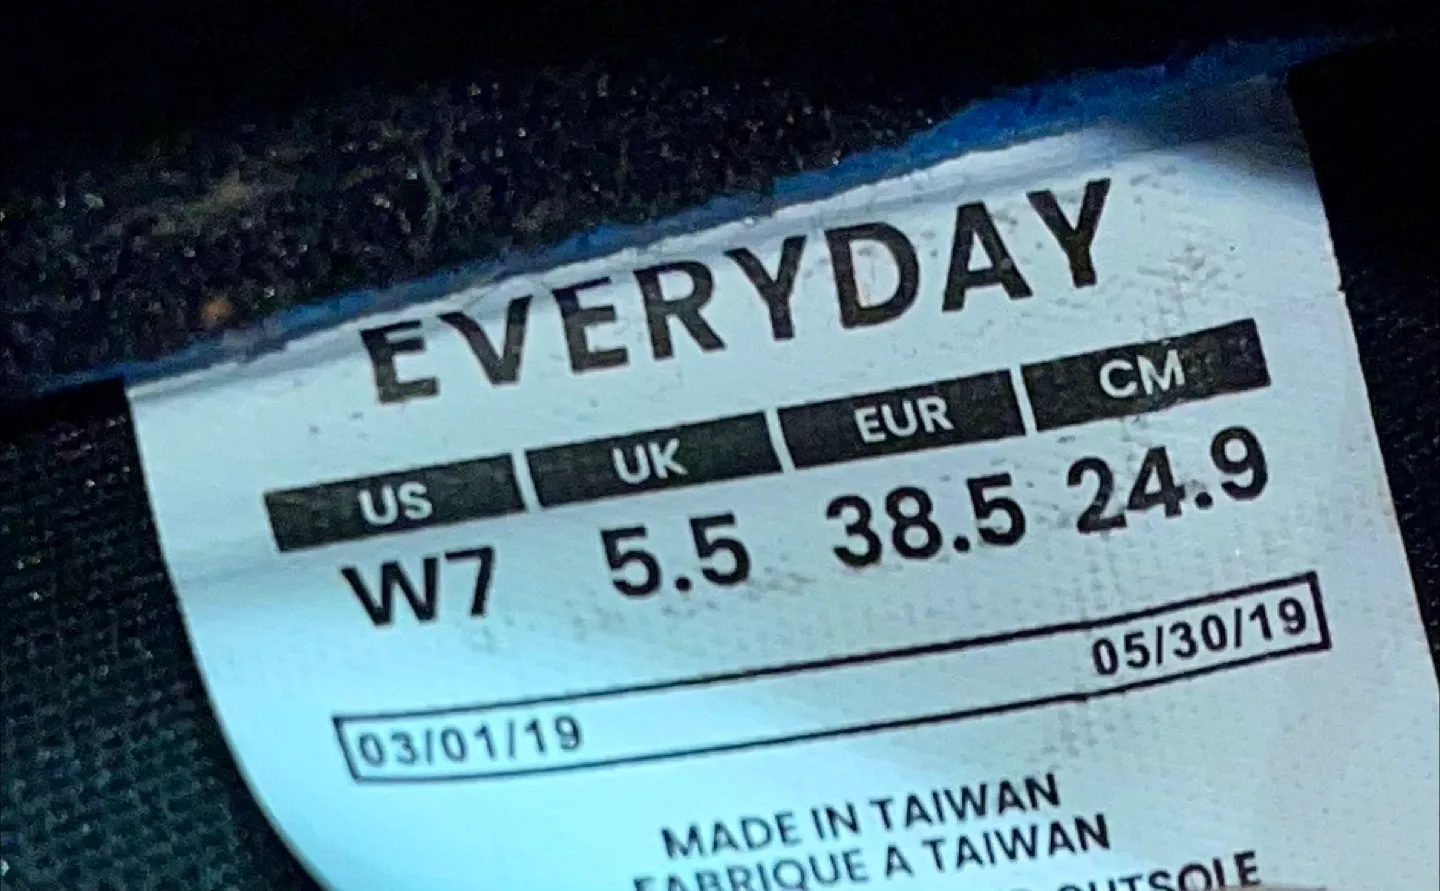 EVERYDAY
US UK EUR CM
W7 5.5 38.5 24.9
03/01/19 05/30/19
MADE IN TAIWAN
FABRIQUE A TAIWAN
OUTSOLE